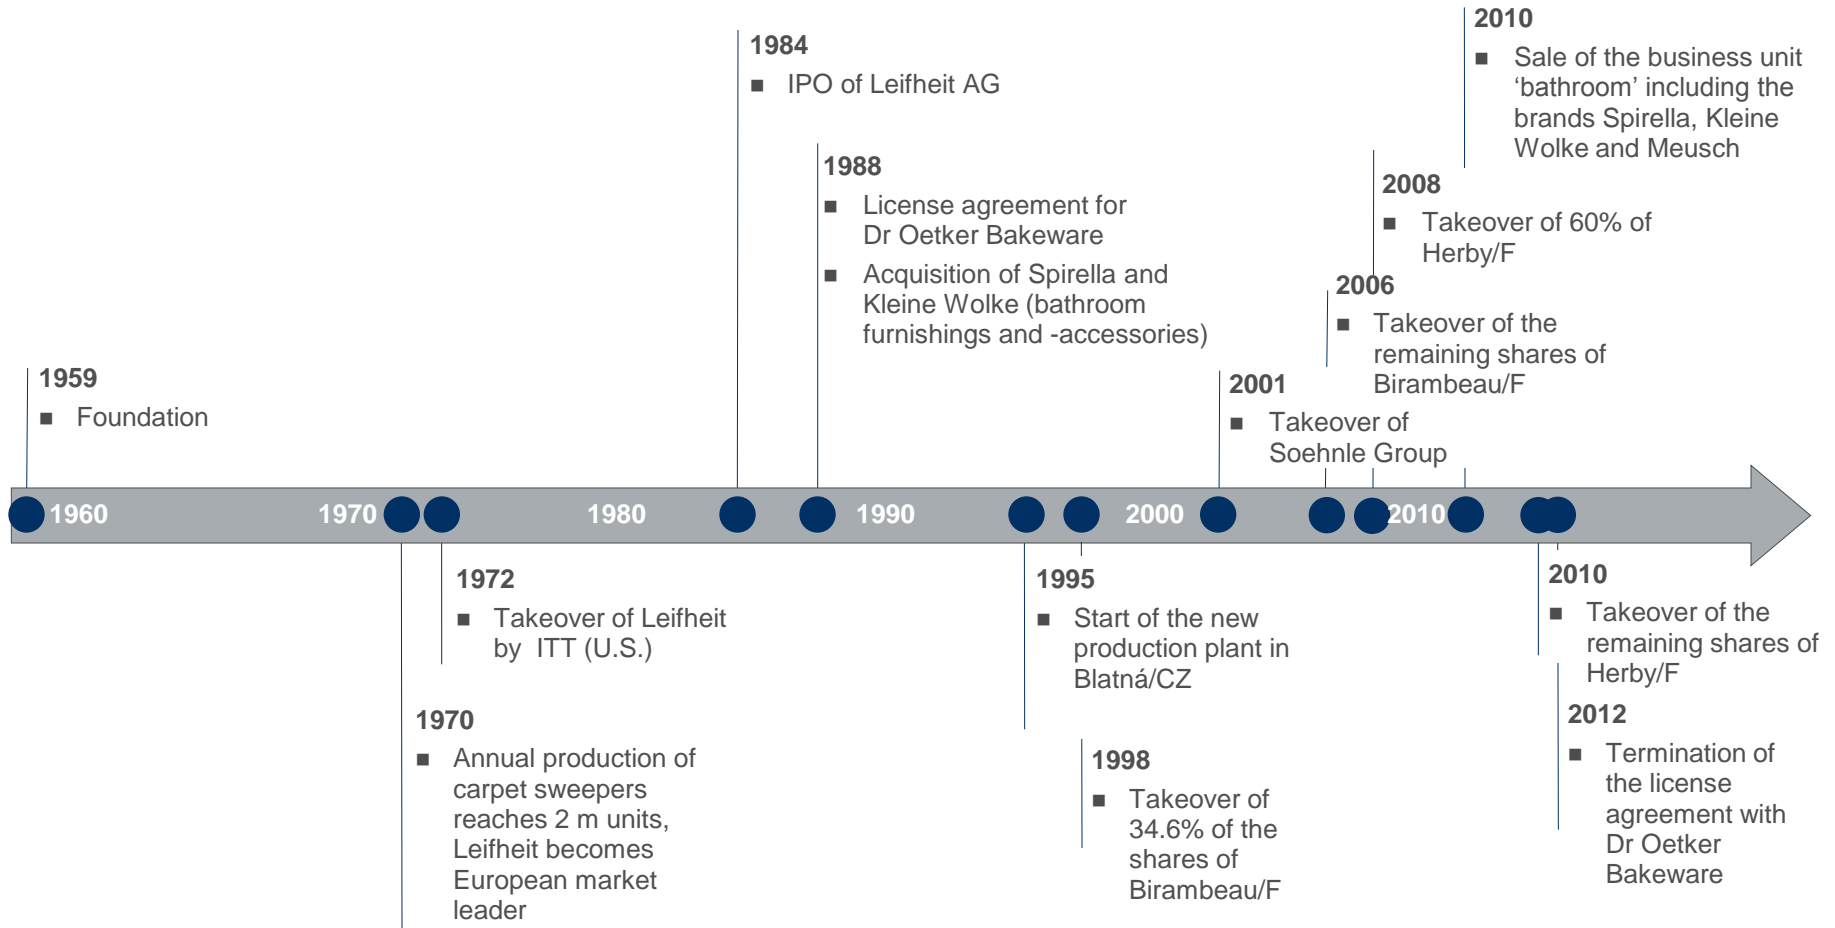 1959
■ Foundation
1984
■ IPO of Leifheit AG
1988
■ License agreement for
Dr Oetker Bakeware
■ Acquisition of Spirella and
Kleine Wolke (bathroom
furnishings and -accessories)
2001
■ Takeover of
Soehnle Group
2006
■ Takeover of the
remaining shares of
Birambeau/F
2008
■ Takeover of 60% of
Herby/F
2010
■ Sale of the business unit
‘bathroom’ including the
brands Spirella, Kleine
Wolke and Meusch
1960 1970 1980 1990 2000 2010
1970
■ Annual production of
carpet sweepers
reaches 2 m units,
Leifheit becomes
European market
leader
1972
■ Takeover of Leifheit
by ITT (U.S.)
1995
■ Start of the new
production plant in
Blatná/CZ
1998
■ Takeover of
34.6% of the
shares of
Birambeau/F
2010
■ Takeover of the
remaining shares of
Herby/F
2012
■ Termination of
the license
agreement with
Dr Oetker
Bakeware